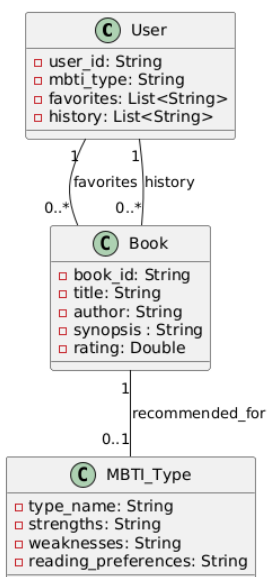 C User
user_id: String
mbti_type: String
favorites: List<String>
history: List<String>
1 1
favorites history
0..* 0..*
C Book
book_id: String
title: String
author: String
synopsis : String
rating: Double
1
recommended_for
0..1
C MBTI_Type
type_name: String
strengths: String
weaknesses: String
reading_preferences: String